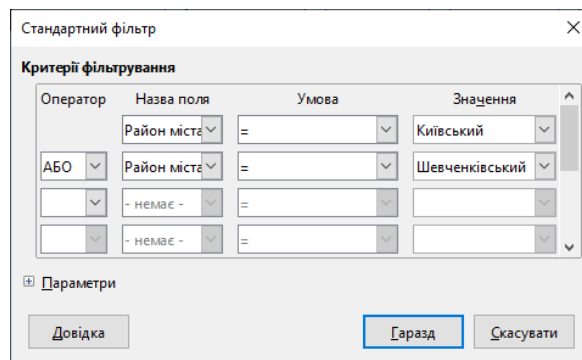 Стандартний фільтр
Критерії фільтрування
Оператор Назва поля Умова Значення
Район міста = Київський
АБО Район міста = Шевченківський
- немає - =
- немає - =
Параметри
Довідка Гаразд Скасувати